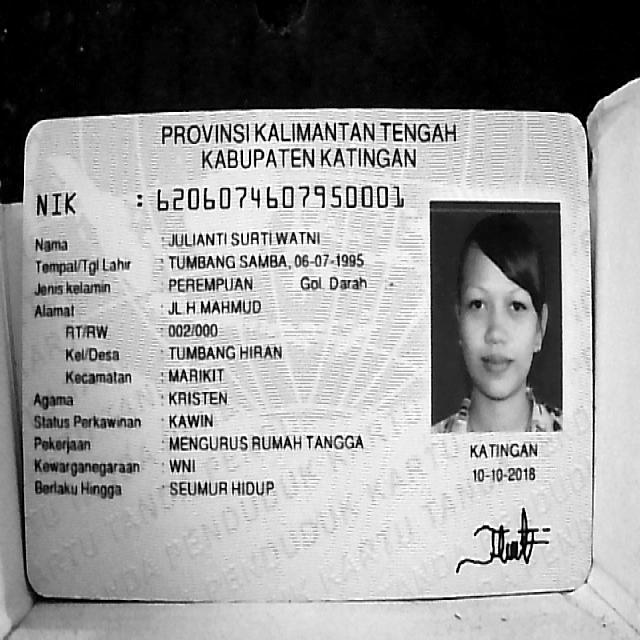 PROVINSI KALIMANTAN TENGAH
KABUPATEN KATINGAN
NIK : 6206074607950001
Nama : JULIANTI SURTI WATNI
Tempat/Tgl Lahir : TUMBANG SAMBA, 06-07-1995
Jenis kelamin : PEREMPUAN Gol. Darah -
Alamat : JL H MAHMUD
RT/RW : 002/000
Kel/Desa : TUMBANG HIRAN
Kecamatan : MARIKIT
Agama : KRISTEN
Status Perkawinan : KAWIN
Pekerjaan : MENGURUS RUMAH TANGGA
Kewarganegaraan : WNI
Berlaku Hingga : SEUMUR HIDUP
KATINGAN
10-10-2018